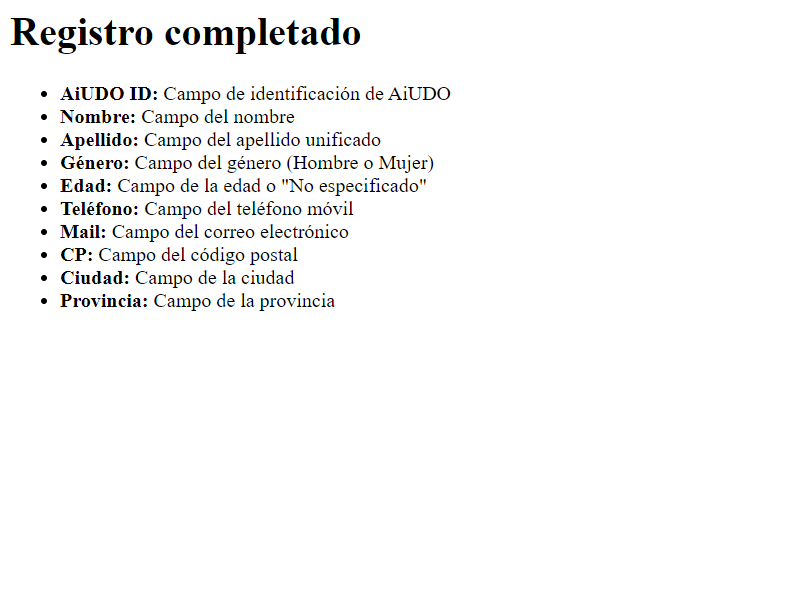 Registro completado
AiUDO ID: Campo de identificación de AiUDO
Nombre: Campo del nombre
Apellido: Campo del apellido unificado
Género: Campo del género (Hombre o Mujer)
Edad: Campo de la edad o "No especificado"
Teléfono: Campo del teléfono móvil
Mail: Campo del correo electrónico
CP: Campo del código postal
Ciudad: Campo de la ciudad
Provincia: Campo de la provincia